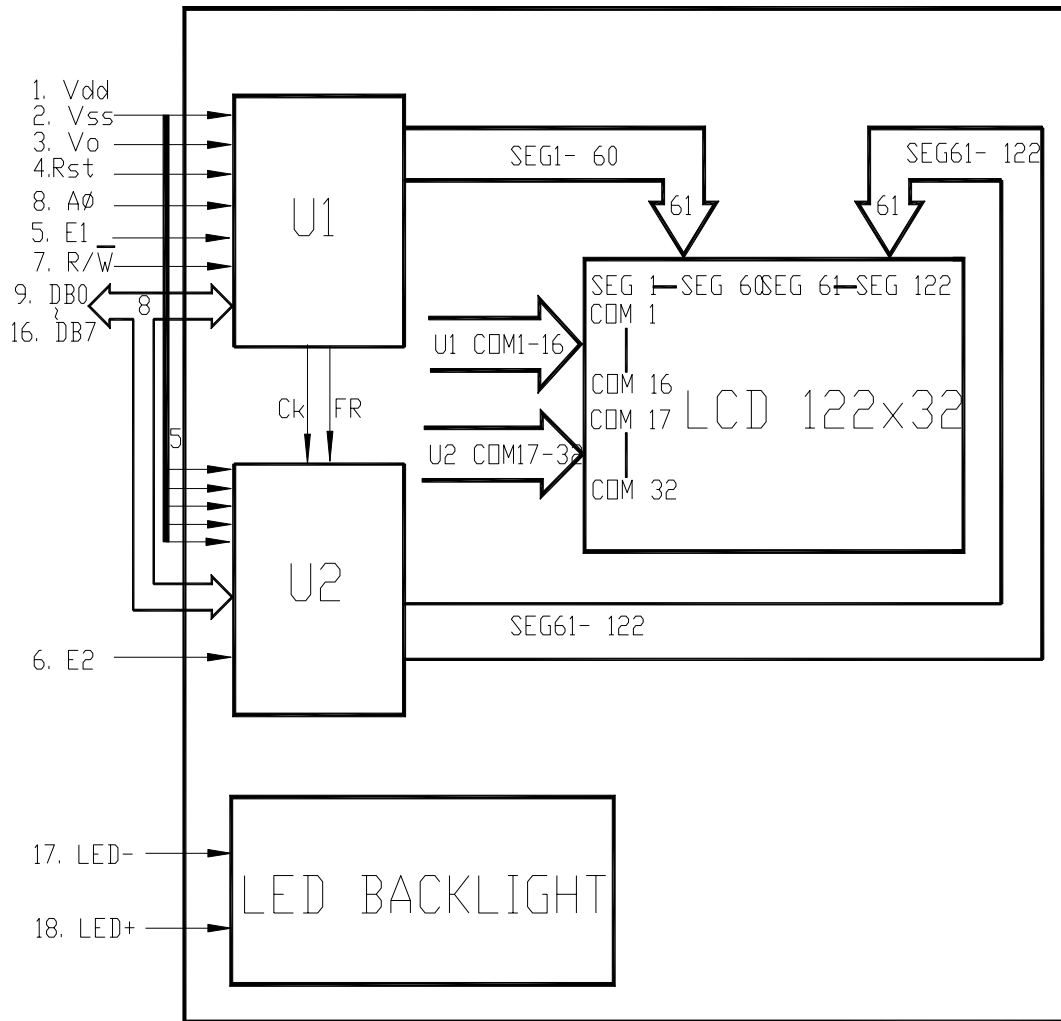 1. Vdd
2. Vss
3. Vo
4.Rst
8. AØ
5. E1
7. R/W̅
9. DB0
~
16. DB7
8
5
U1
SEG1- 60
SEG61- 122
61
61
SEG 1—SEG 60SEG 61—SEG 122
COM 1
COM 16
COM 17
COM 32
LCD 122x32
U1 COM1-16
U2 COM17-32
Ck
FR
U2
SEG61- 122
6. E2
17. LED-
18. LED+
LED BACKLIGHT